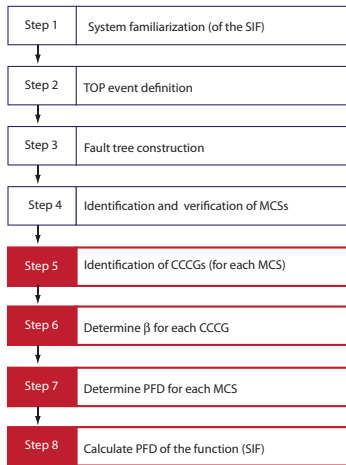 Step 1 System familiarization (of the SIF)
Step 2 TOP event definition
Step 3 Fault tree construction
Step 4 Identification and verification of MCSs
Step 5 Identification of CCCGs (for each MCS)
Step 6 Determine β for each CCCG
Step 7 Determine PFD for each MCS
Step 8 Calculate PFD of the function (SIF)